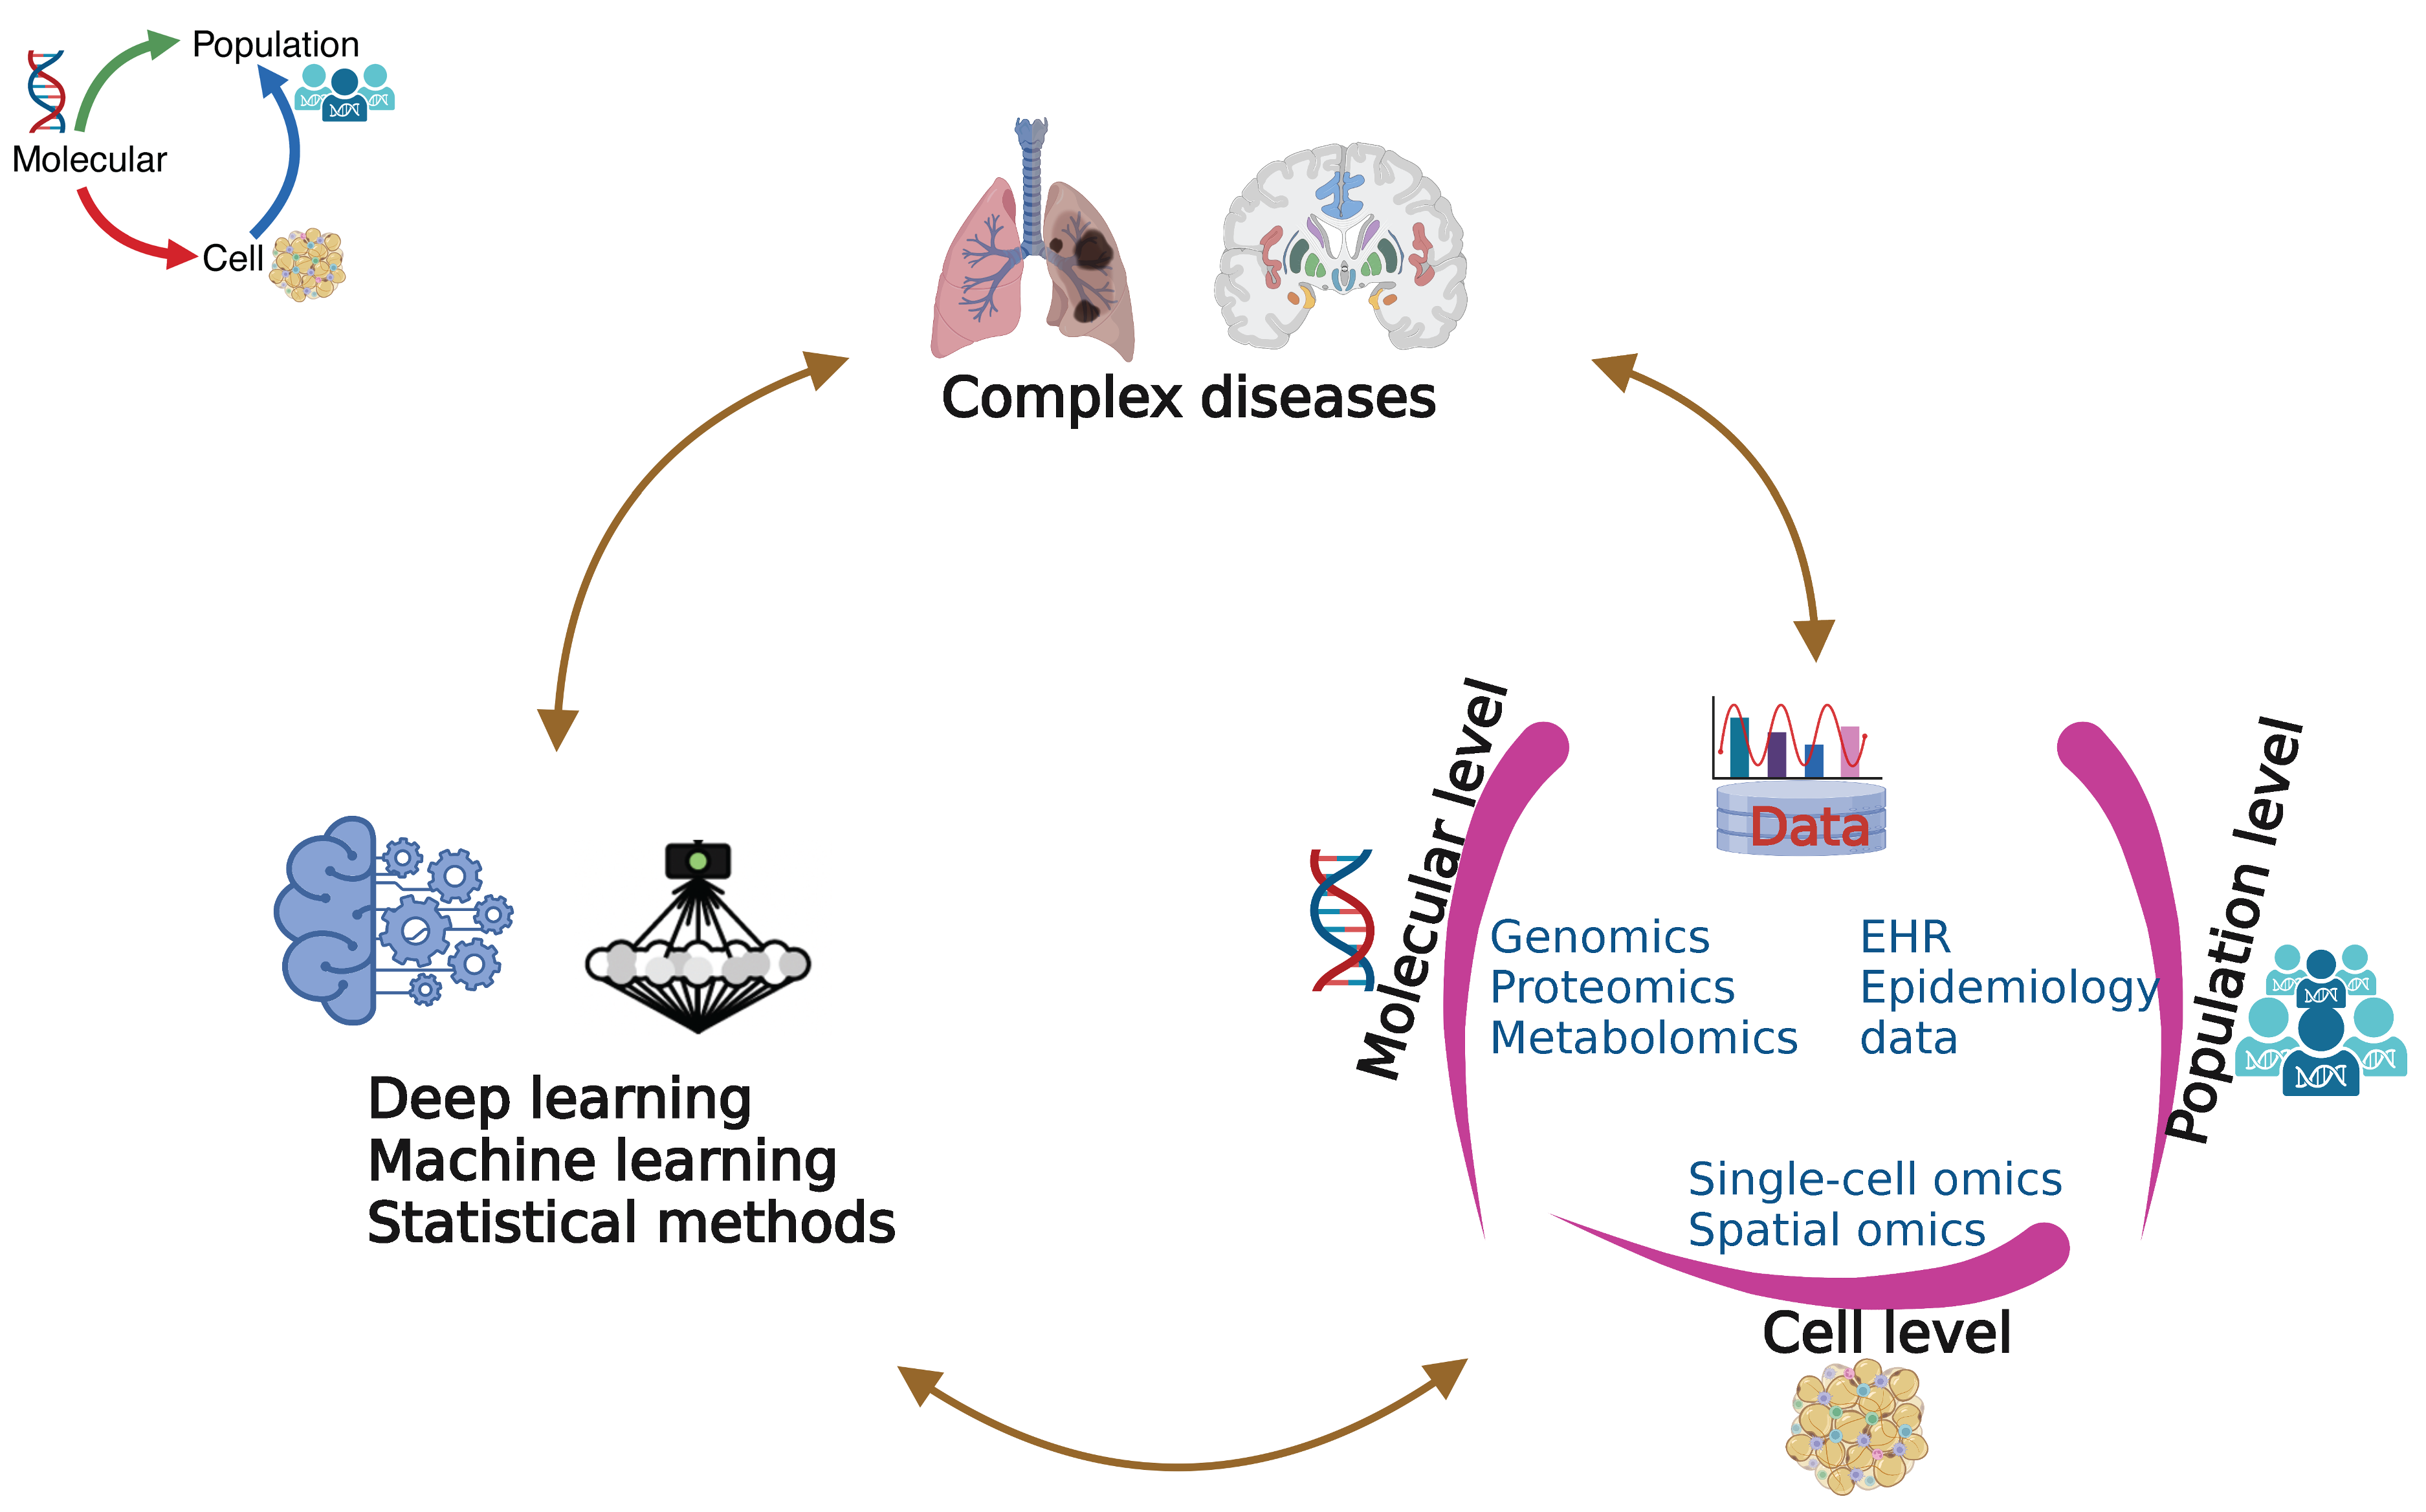 Population
Molecular
Cell
Complex diseases
Data
Molecular level
Population level
Genomics
Proteomics
Metabolomics
EHR
Epidemiology
data
Single-cell omics
Spatial omics
Cell level
Deep learning
Machine learning
Statistical methods